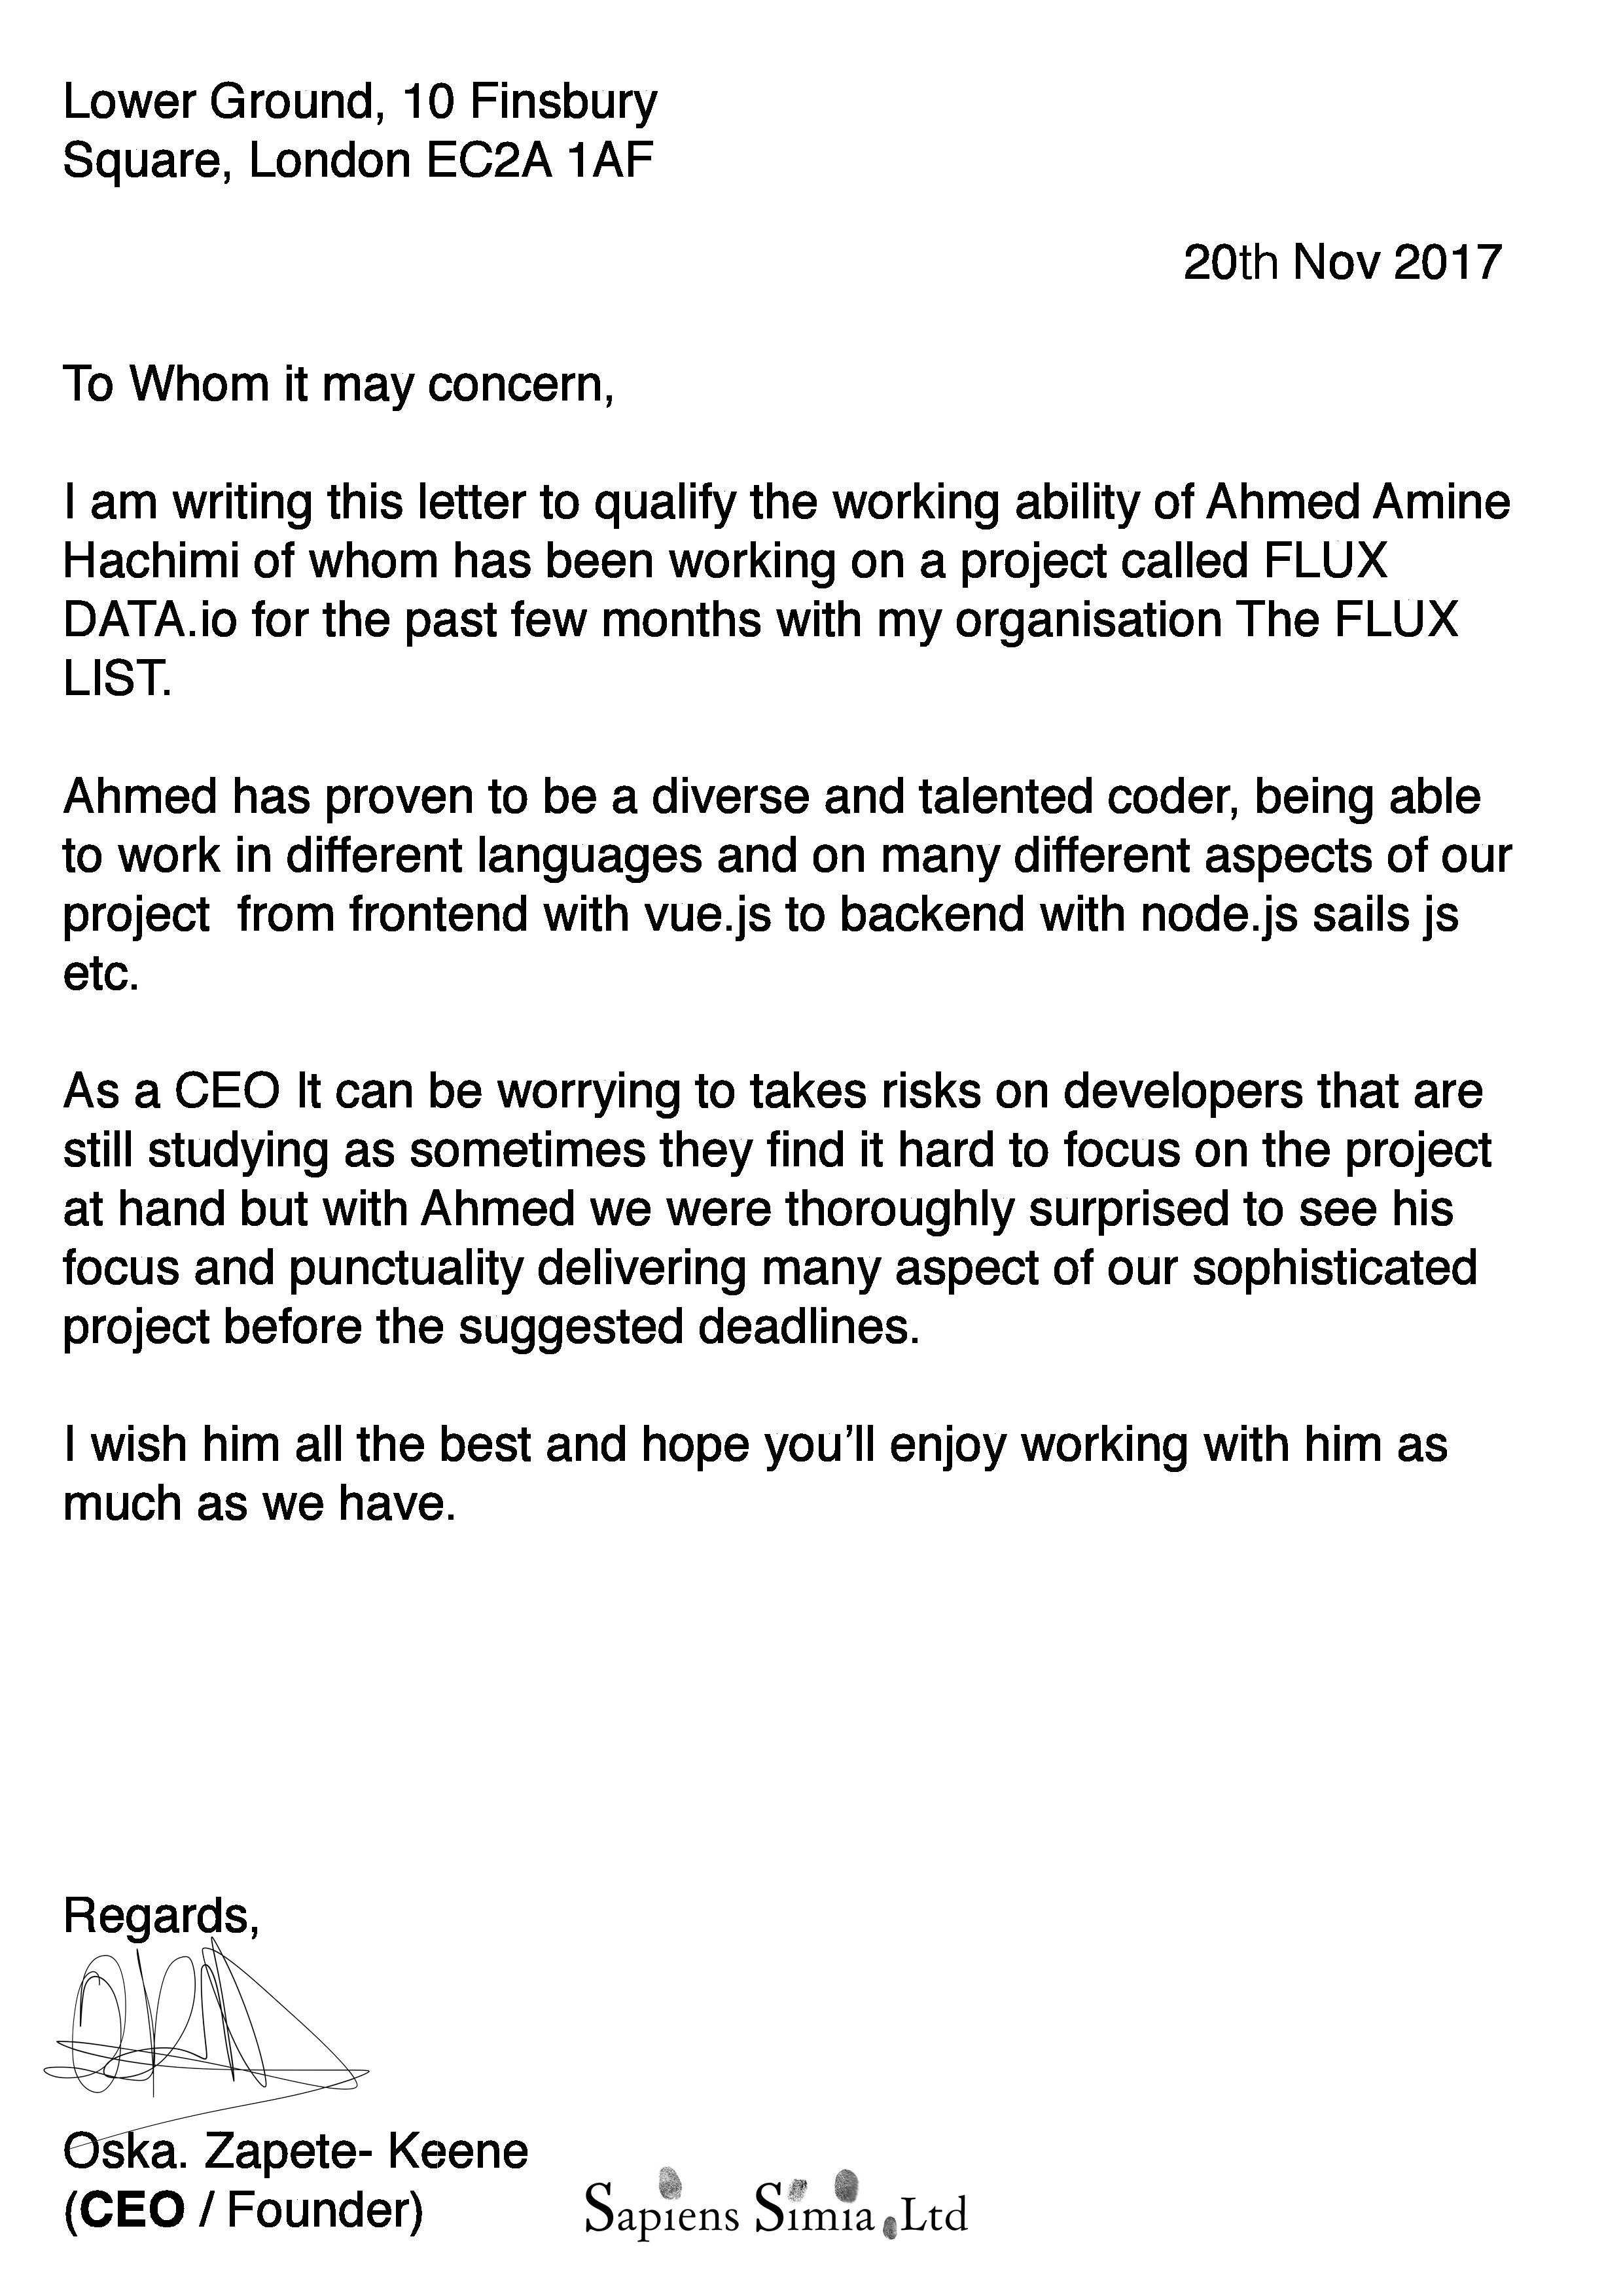 Lower Ground, 10 Finsbury
Square, London EC2A 1AF
20th Nov 2017
To Whom it may concern,
I am writing this letter to qualify the working ability of Ahmed Amine
Hachimi of whom has been working on a project called FLUX
DATA.io for the past few months with my organisation The FLUX
LIST.
Ahmed has proven to be a diverse and talented coder, being able
to work in different languages and on many different aspects of our
project  from frontend with vue.js to backend with node.js sails js
etc.
As a CEO It can be worrying to takes risks on developers that are
still studying as sometimes they find it hard to focus on the project
at hand but with Ahmed we were thoroughly surprised to see his
focus and punctuality delivering many aspect of our sophisticated
project before the suggested deadlines.
I wish him all the best and hope you’ll enjoy working with him as
much as we have.
Regards,
Oska. Zapete- Keene
(CEO / Founder)
Sapiens Simia.Ltd